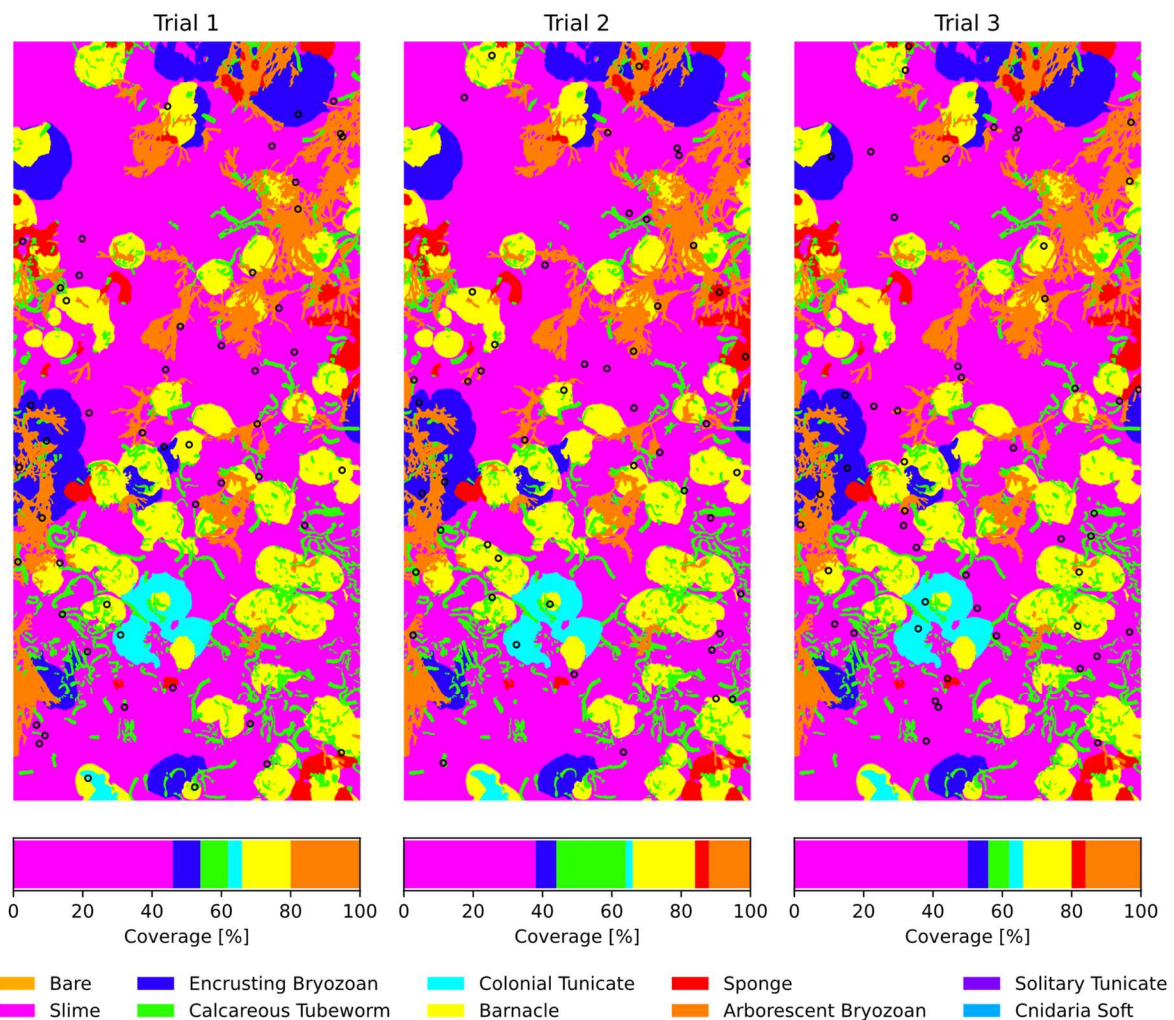 Trial 1 Trial 2 Trial 3
0 20 40 60 80 100 0 20 40 60 80 100 0 20 40 60 80 100
Coverage [%] Coverage [%] Coverage [%]
Bare Encrusting Bryozoan Colonial Tunicate Sponge Solitary Tunicate
Slime Calcareous Tubeworm Barnacle Arborescent Bryozoan Cnidaria Soft